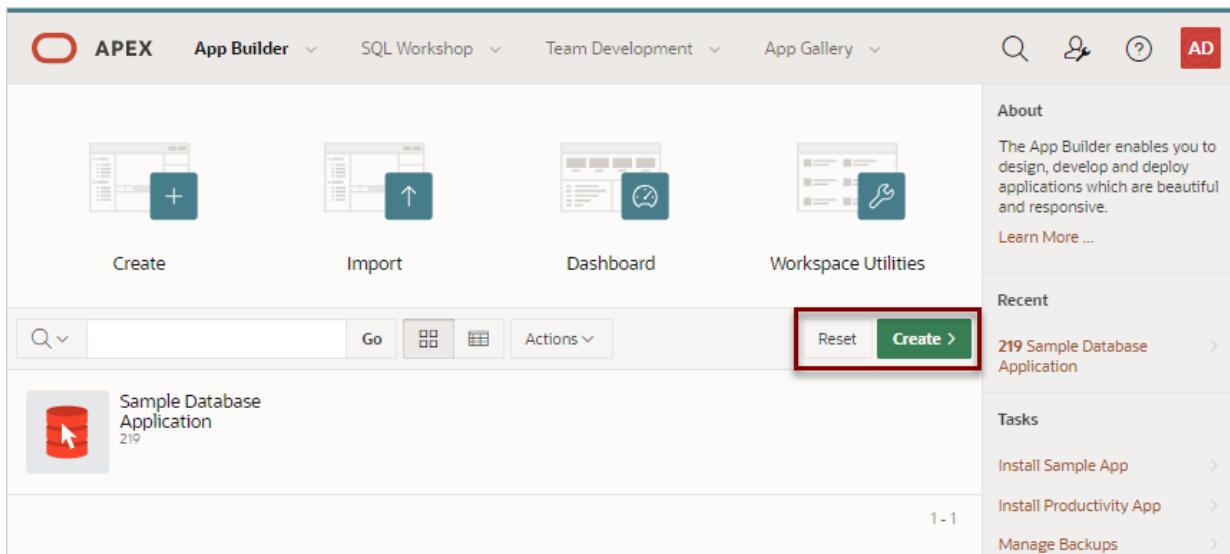 APEX App Builder SQL Workshop Team Development App Gallery AD
Create Import Dashboard Workspace Utilities
Go Actions Reset Create >
Sample Database
Application
219
1 - 1
About
The App Builder enables you to
design, develop and deploy
applications which are beautiful
and responsive.
Learn More ...
Recent
219 Sample Database
Application
Tasks
Install Sample App
Install Productivity App
Manage Backups